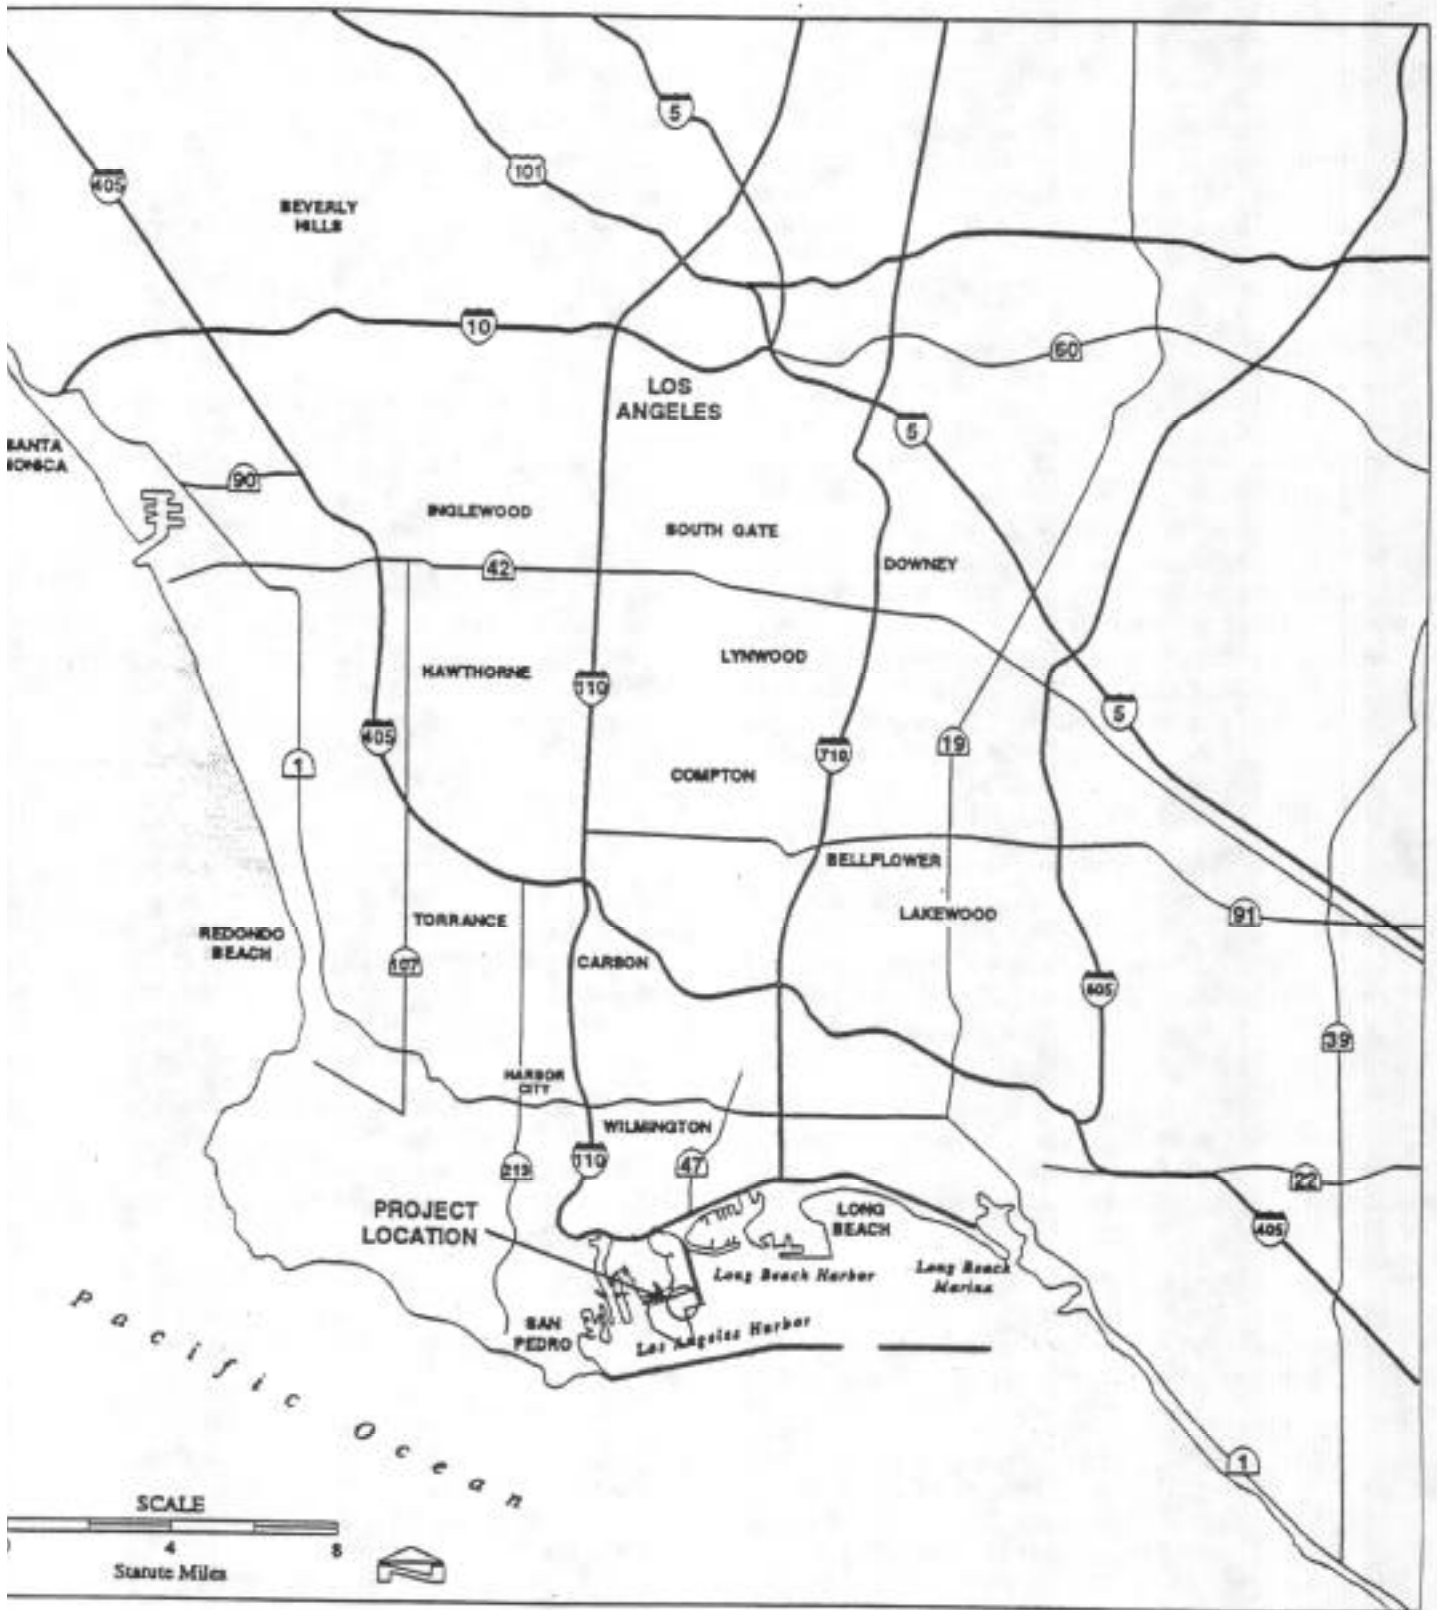 5
101
405
BEVERLY
HILLS
10
60
LOS
ANGELES
5
SANTA
MONICA
90
INGLEWOOD
SOUTH GATE
42
DOWNEY
LYNWOOD
HAWTHORNE
110
5
405
710
19
1
COMPTON
BELLFLOWER
91
LAKEWOOD
TORRANCE
REDONDO
BEACH
107
CARSON
605
39
HARBOR
CITY
WILMINGTON
213
110
47
22
PROJECT
LOCATION
LONG
BEACH
405
Long Beach Harbor
Long Beach
Marina
SAN
PEDRO
Los Angeles Harbor
Pacific Ocean
1
SCALE
4
8
Statute Miles